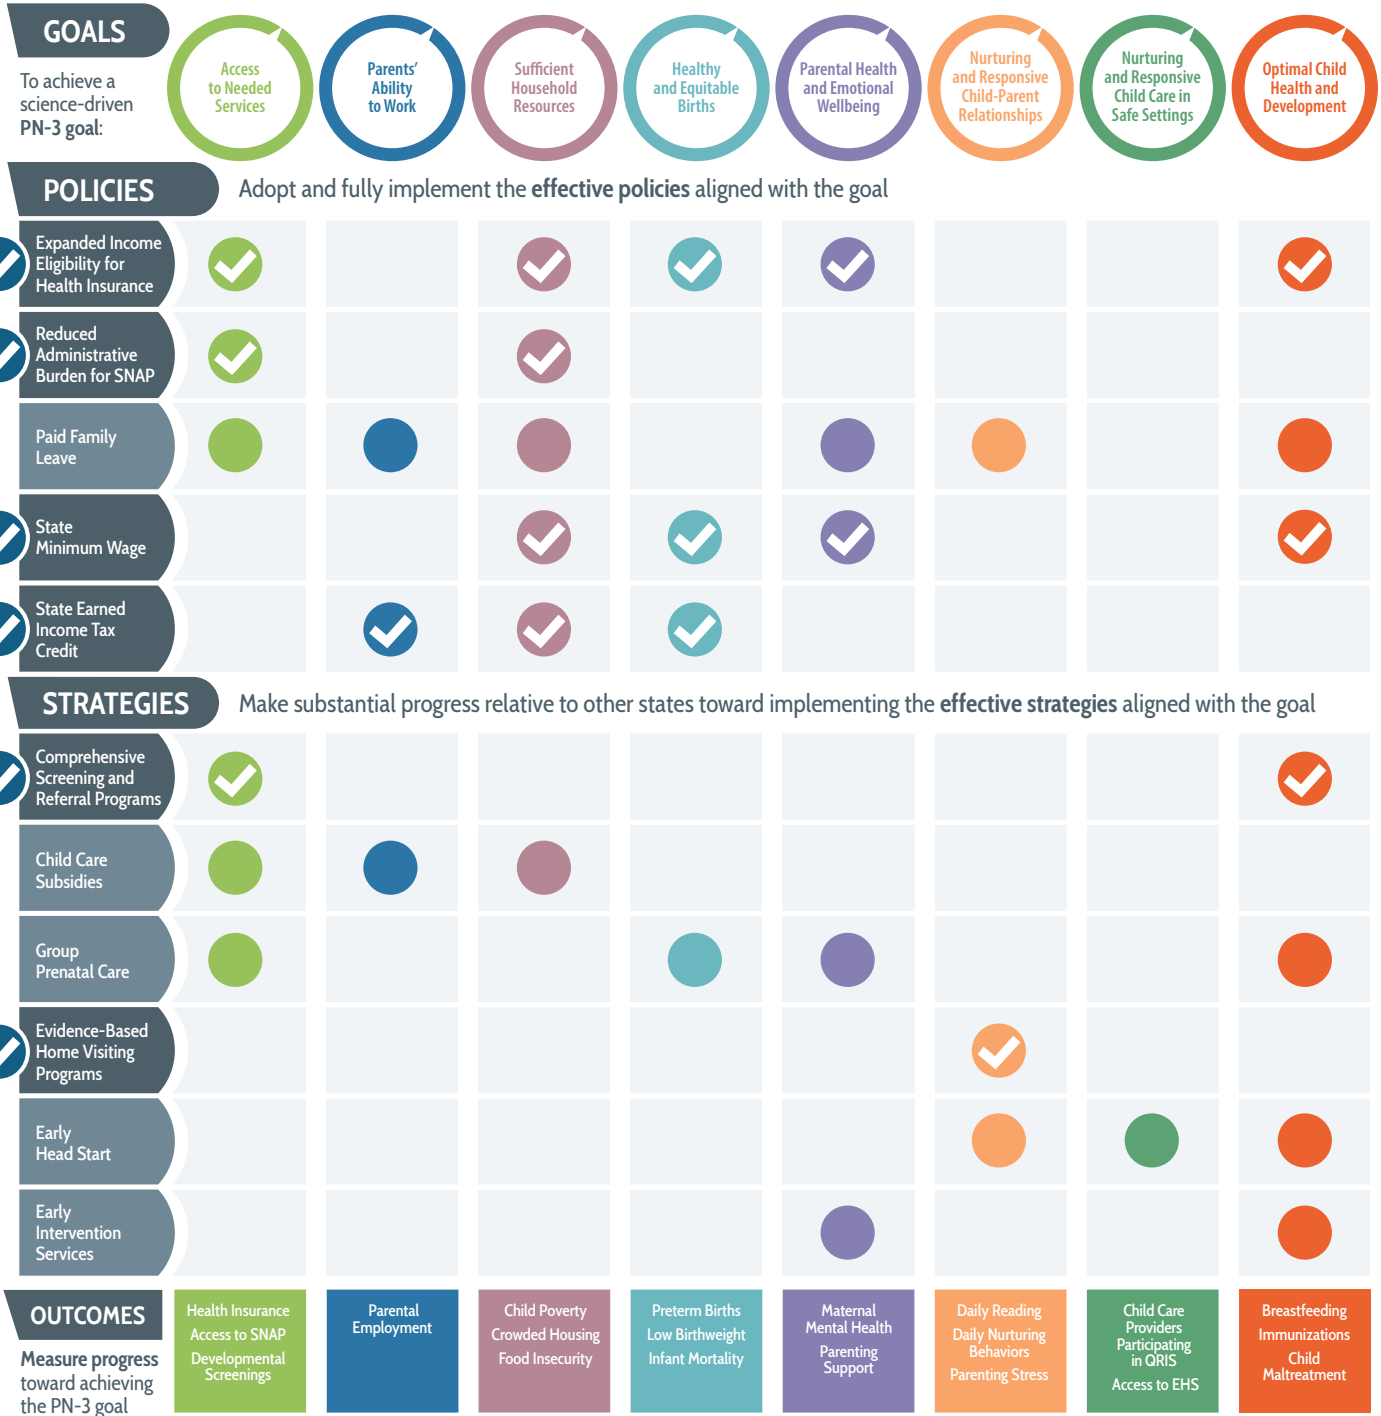 GOALS
To achieve a
science-driven
PN-3 goal:
Access
to Needed
Services
Parents'
Ability
to Work
Sufficient
Household
Resources
Healthy
and Equitable
Births
Parental Health
and Emotional
Wellbeing
Nurturing
and Responsive
Child-Parent
Relationships
Nurturing
and Responsive
Child Care in
Safe Settings
Optimal Child
Health and
Development
POLICIES
Adopt and fully implement the effective policies aligned with the goal
Expanded Income
Eligibility for
Health Insurance
Reduced
Administrative
Burden for SNAP
Paid Family
Leave
State
Minimum Wage
State Earned
Income Tax
Credit
STRATEGIES
Make substantial progress relative to other states toward implementing the effective strategies aligned with the goal
Comprehensive
Screening and
Referral Programs
Child Care
Subsidies
Group
Prenatal Care
Evidence-Based
Home Visiting
Programs
Early
Head Start
Early
Intervention
Services
OUTCOMES
Measure progress
toward achieving
the PN-3 goal
Health Insurance
Access to SNAP
Developmental
Screenings
Parental
Employment
Child Poverty
Crowded Housing
Food Insecurity
Preterm Births
Low Birthweight
Infant Mortality
Maternal
Mental Health
Parenting
Support
Daily Reading
Daily Nurturing
Behaviors
Parenting Stress
Child Care
Providers
Participating
in QRIS
Access to EHS
Breastfeeding
Immunizations
Child
Maltreatment